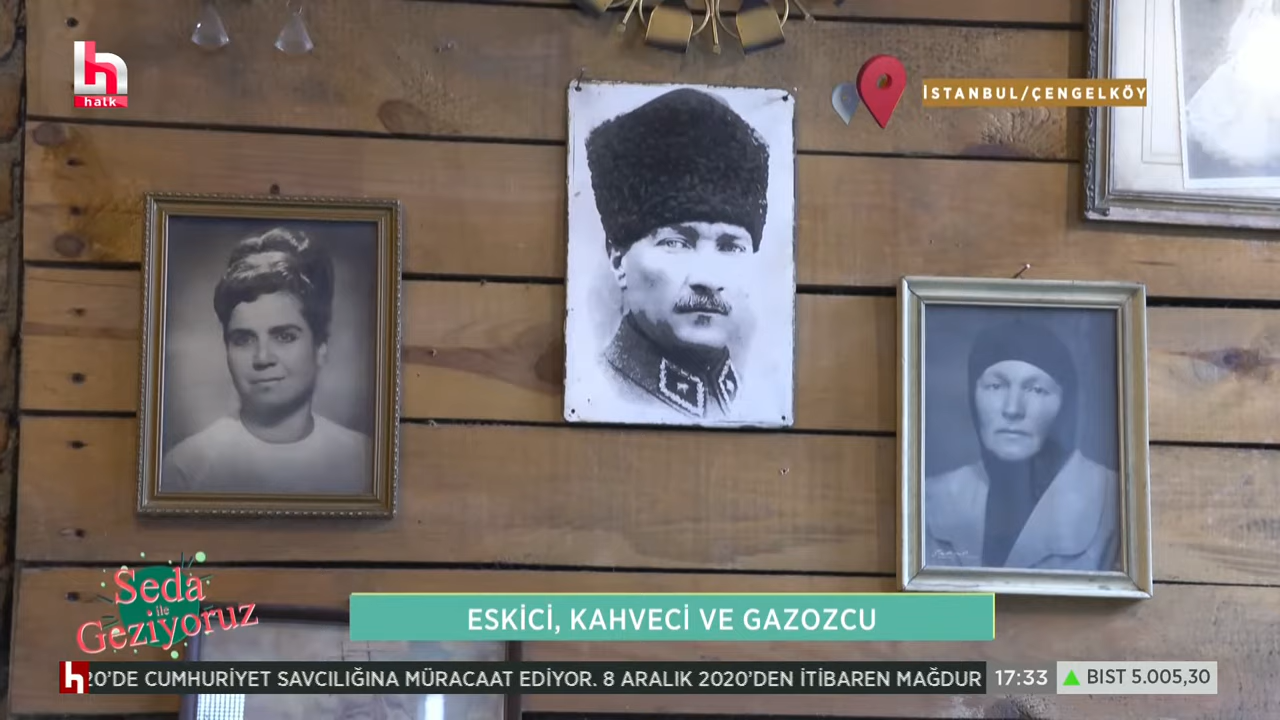 halk
İSTANBUL/ÇENGELKÖY
Seda
ile
Geziyoruz
ESKİCİ, KAHVECİ VE GAZOZCU
20'DE CUMHURİYET SAVCILIĞINA MÜRACAAT EDİYOR. 8 ARALIK 2020'DEN İTİBAREN MAĞDUR
17:33
BIST 5.005,30